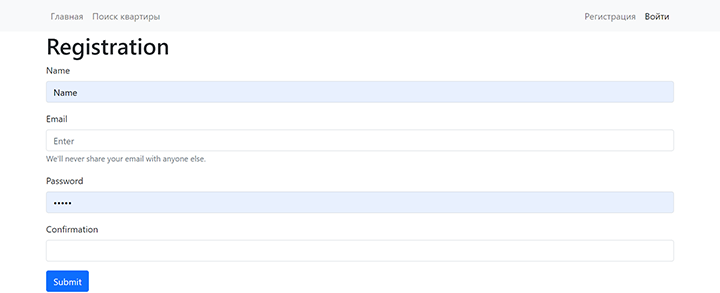 Главная Поиск квартиры Регистрация Войти
Registration
Name
Name
Email
Enter
We'll never share your email with anyone else.
Password
•••••
Confirmation
Submit